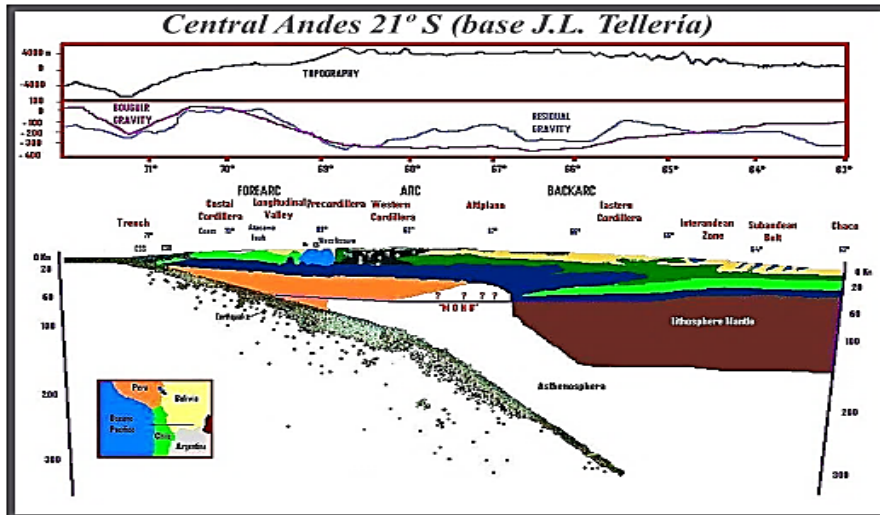 Central Andes 21º S (base J.L. Tellería)
4000 m
0
-4000
TOPOGRAPHY
100
0
-100
-200
-300
-400
BOUGUER GRAVITY
RESIDUAL GRAVITY
71° 70° 69° 68° 67° 66° 65° 64° 63°
FOREARC ARC BACKARC
Trench
Costal Cordillera
Longitudinal Valley
Precordillera
Western Cordillera
Altiplano
Eastern Cordillera
Interandean Zone
Subandean Belt
Chaco
0 Km
20
60
100
200
300
0 Km
20
60
100
200
300
Earthquake
? ? ? ?
"MOHO"
lithosphere Mantle
Asthenosphere
Peru
Bolivia
Oceano Pacifico
Chile
Argentina